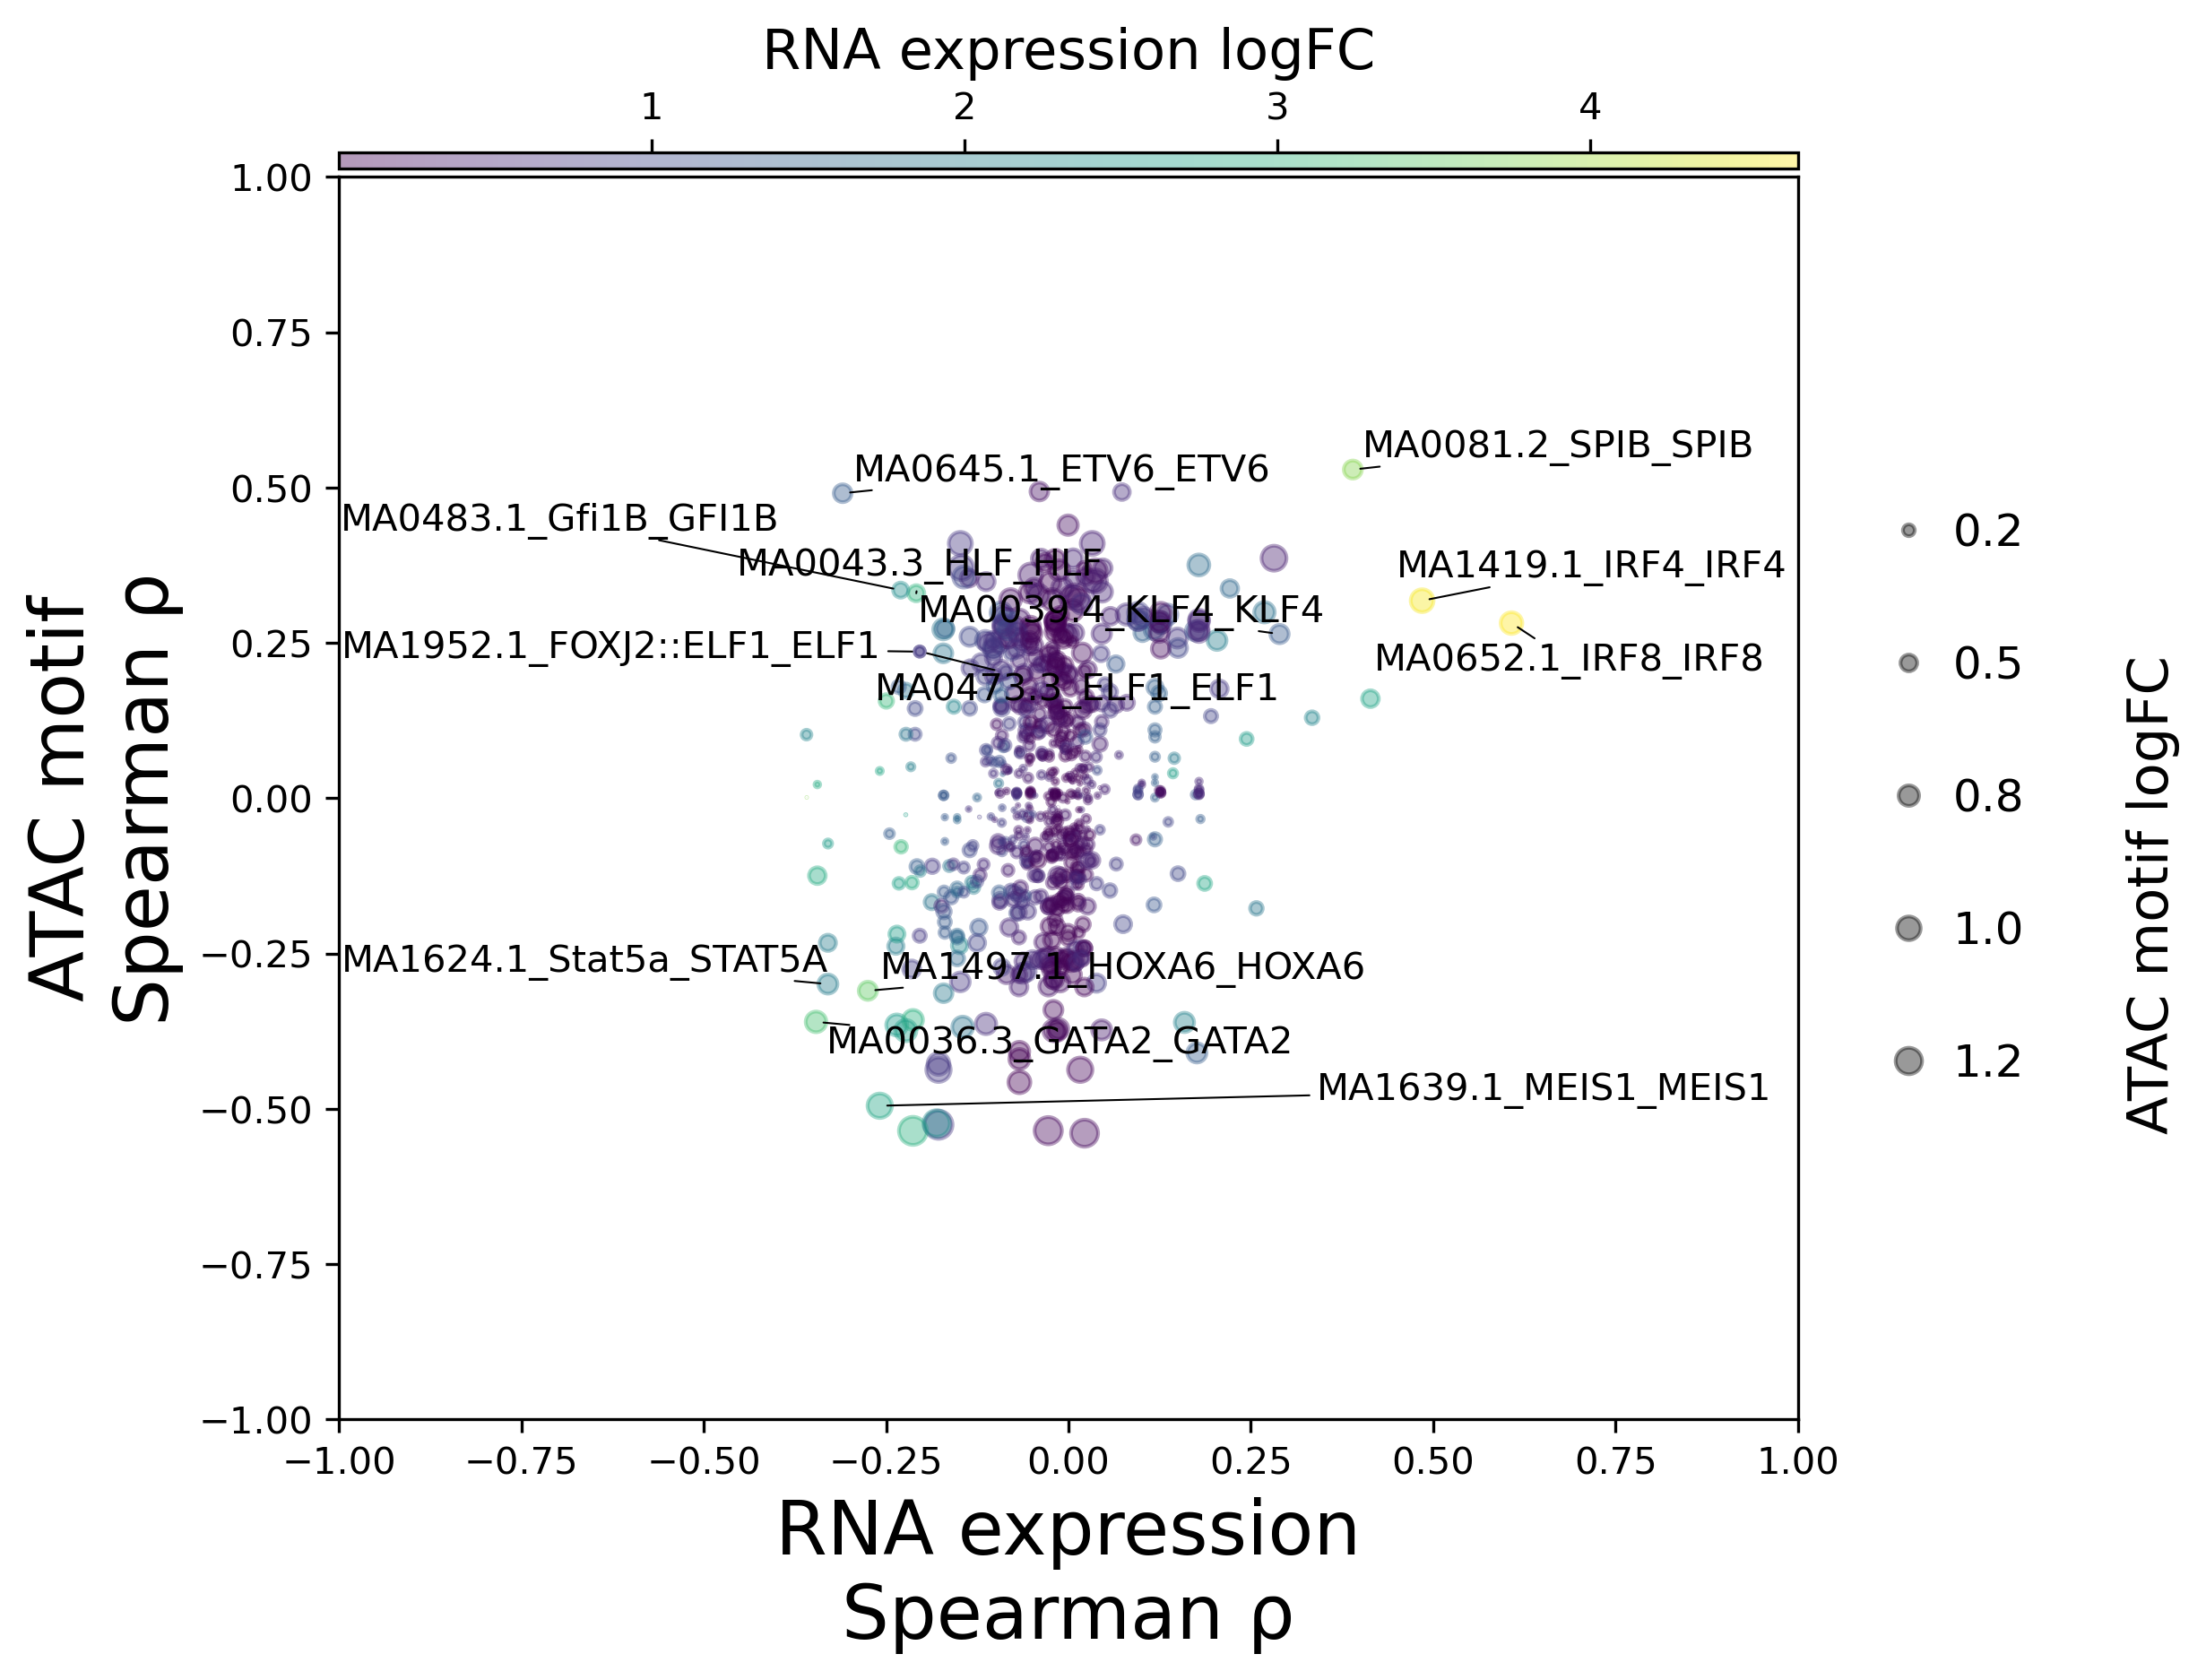 RNA expression logFC
1 2 3 4
1.00
0.75
0.50
0.25
0.00
−0.25
−0.50
−0.75
−1.00
−1.00 −0.75 −0.50 −0.25 0.00 0.25 0.50 0.75 1.00
ATAC motif
Spearman ρ
RNA expression
Spearman ρ
MA0081.2_SPIB_SPIB
MA0645.1_ETV6_ETV6
MA0483.1_Gfi1B_GFI1B
MA0043.3_HLF_HLF
MA1419.1_IRF4_IRF4
MA0039.4_KLF4_KLF4
MA1952.1_FOXJ2::ELF1_ELF1
MA0652.1_IRF8_IRF8
MA0473.3_ELF1_ELF1
MA1624.1_Stat5a_STAT5A
MA1497.1_HOXA6_HOXA6
MA0036.3_GATA2_GATA2
MA1639.1_MEIS1_MEIS1
0.2
0.5
0.8
1.0
1.2
ATAC motif logFC